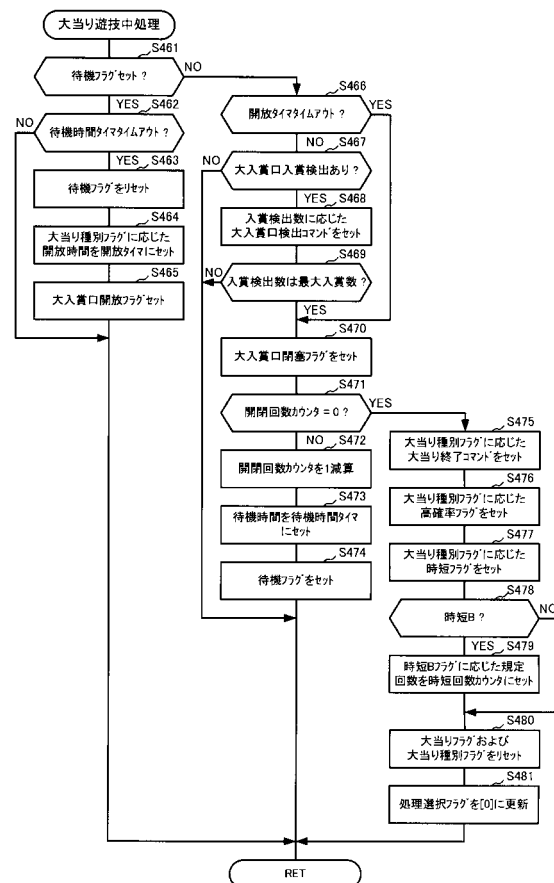 大当り遊技中処理
S461
待機フラグセット？
NO
YES
S462
待機時間タイマタイムアウト？
NO
YES
S463
待機フラグをリセット
S464
大当り種別フラグに応じた
開放時間を開放タイマにセット
S465
大入賞口開放フラグセット
S466
開放タイマタイムアウト？
YES
NO
S467
大入賞口入賞検出あり？
NO
YES
S468
入賞検出数に応じた
大入賞口検出コマンドをセット
S469
入賞検出数は最大入賞数？
NO
YES
S470
大入賞口閉塞フラグをセット
S471
開閉回数カウンタ＝0？
YES
NO
S472
開閉回数カウンタを1減算
S473
待機時間を待機時間タイマ
にセット
S474
待機フラグをセット
S475
大当り種別フラグに応じた
大当り終了コマンドをセット
S476
大当り種別フラグに応じた
高確率フラグをセット
S477
大当り種別フラグに応じた
時短フラグをセット
S478
時短B？
NO
YES
S479
時短Bフラグに応じた規定
回数を時短回数カウンタにセット
S480
大当りフラグおよび
大当り種別フラグをリセット
S481
処理選択フラグを[0]に更新
RET